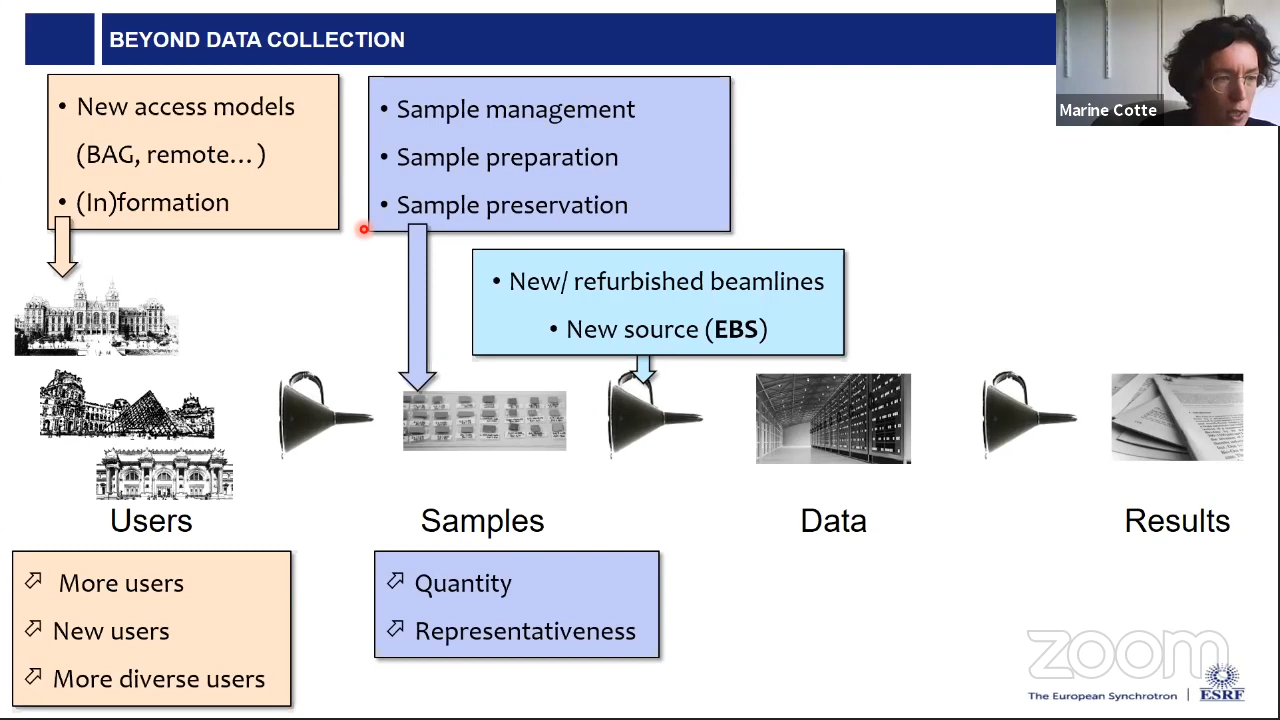 BEYOND DATA COLLECTION
Marine Cotte
• New access models
(BAG, remote…)
• (In)formation
• Sample management
• Sample preparation
• Sample preservation
• New/ refurbished beamlines
• New source (EBS)
Users
Samples
Data
Results
More users
New users
More diverse users
Quantity
Representativeness
zoom
The European Synchrotron | ESRF